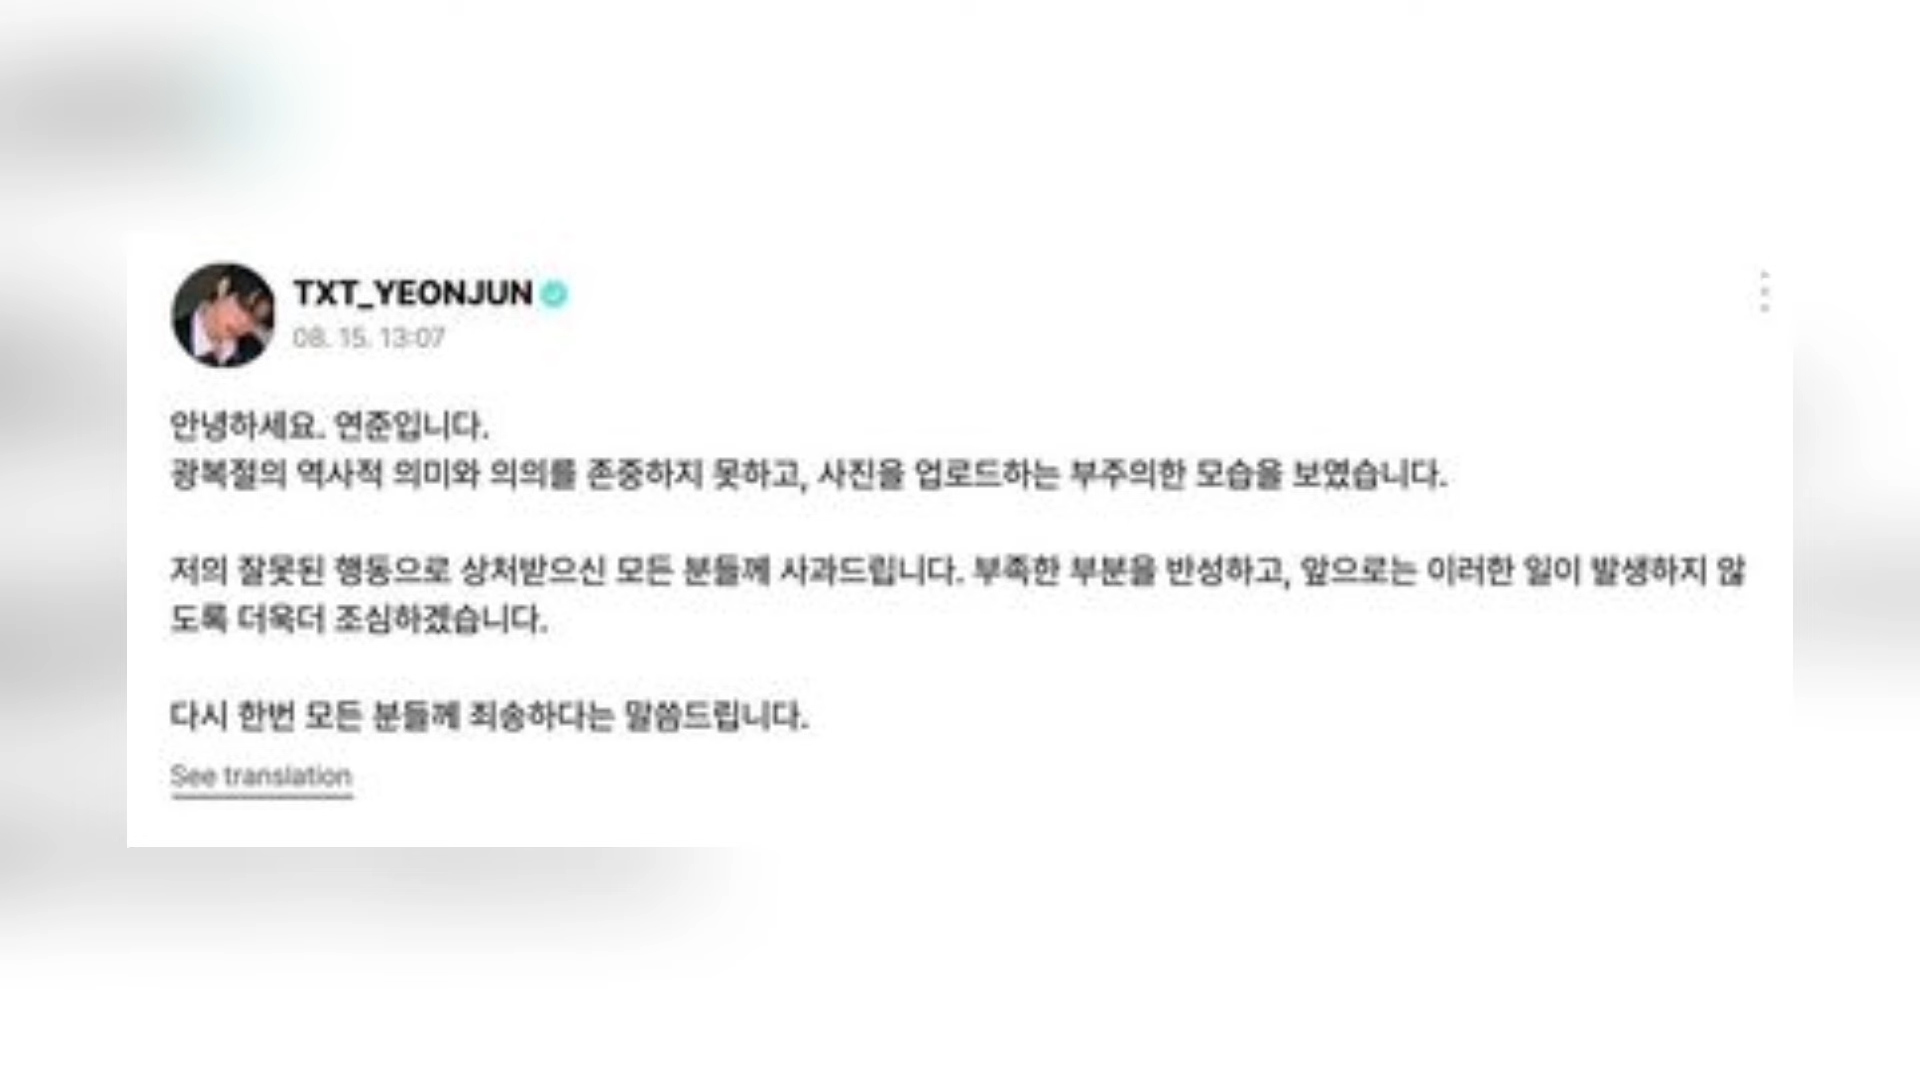 TXT_YEONJUN
08. 15. 13:07
안녕하세요. 연준입니다.
광복절의 역사적 의미와 의의를 존중하지 못하고, 사진을 업로드하는 부주의한 모습을 보였습니다.
저의 잘못된 행동으로 상처받으신 모든 분들께 사과드립니다. 부족한 부분을 반성하고, 앞으로는 이러한 일이 발생하지 않
도록 더욱더 조심하겠습니다.
다시 한번 모든 분들께 죄송하다는 말씀드립니다.
See translation